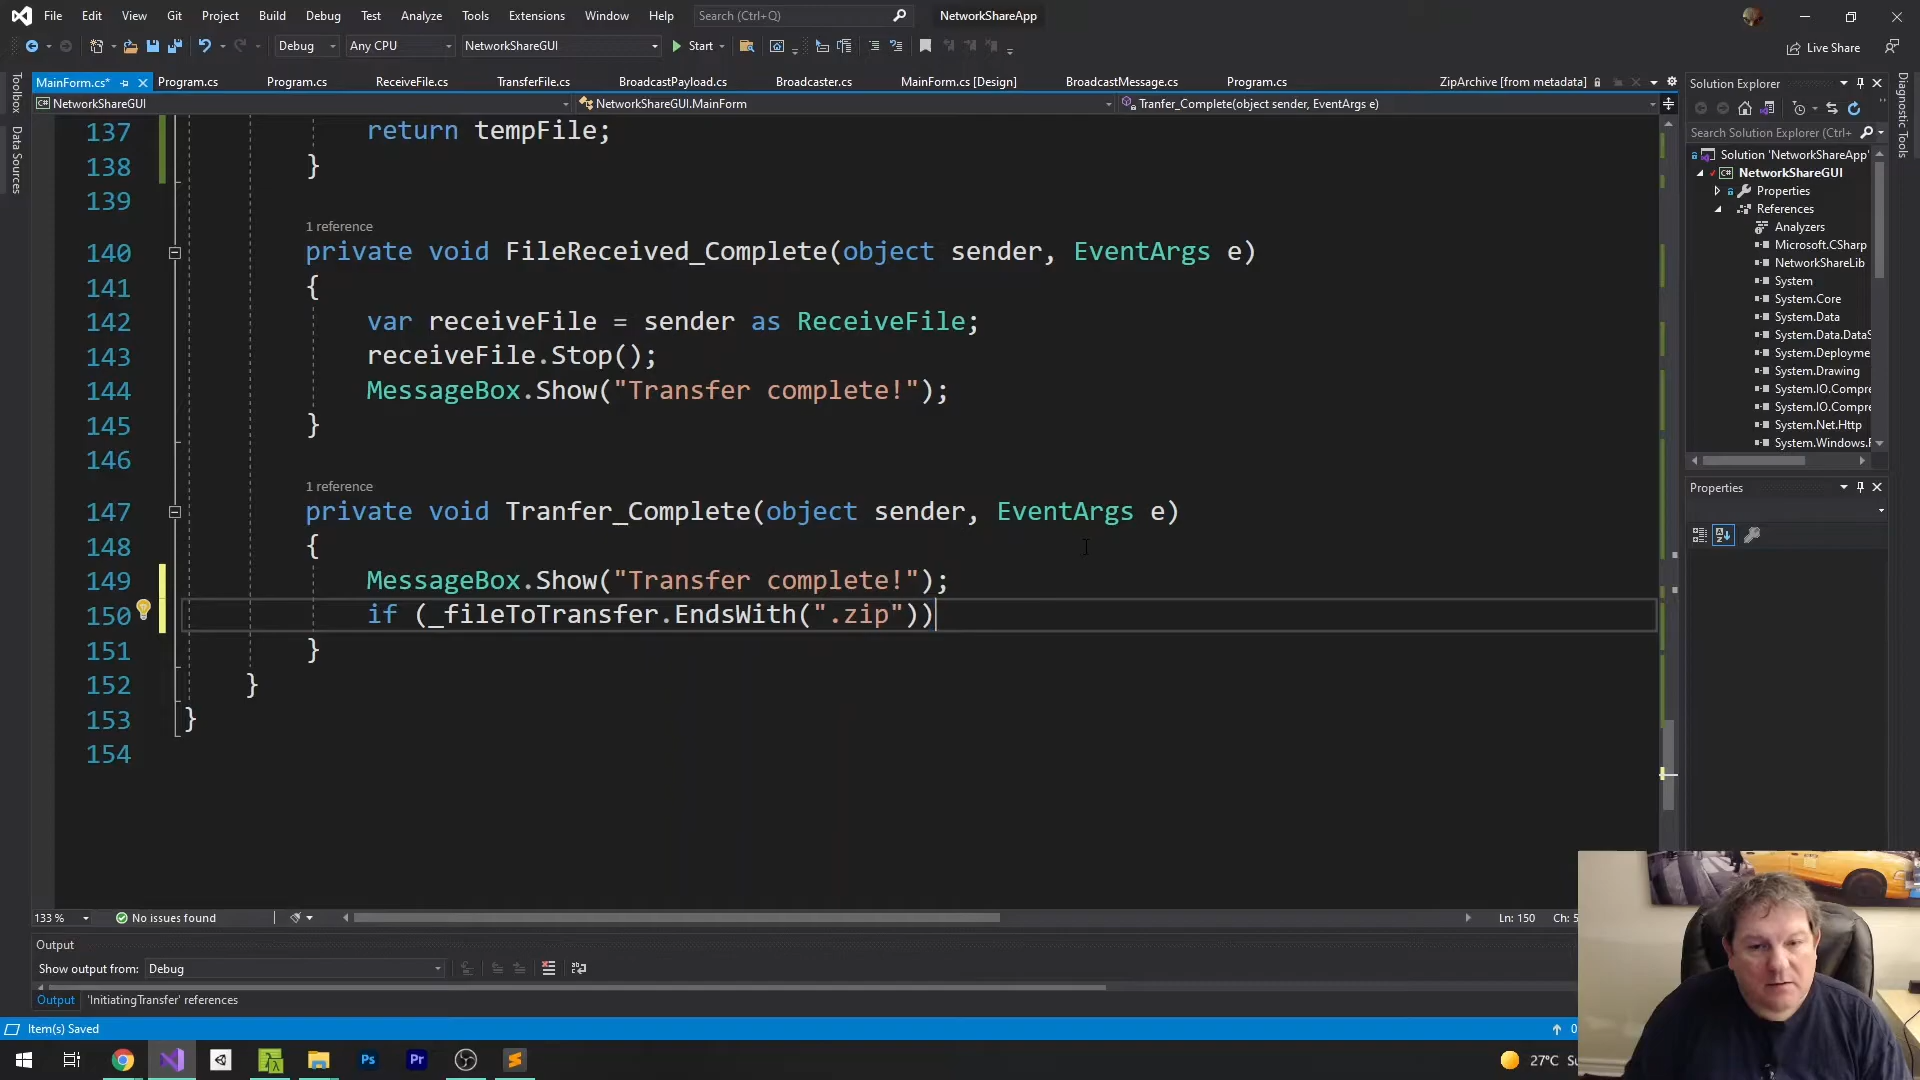 File Edit View Git Project Build Debug Test Analyze Tools Extensions Window Help Search (Ctrl+Q) NetworkShareApp
Debug Any CPU NetworkShareGUI Start Live Share
MainForm.cs* Program.cs Program.cs ReceiveFile.cs TransferFile.cs BroadcastPayload.cs Broadcaster.cs MainForm.cs [Design] BroadcastMessage.cs Program.cs ZipArchive [from metadata]
NetworkShareGUI NetworkShareGUI.MainForm Tranfer_Complete(object sender, EventArgs e)
Toolbox
Data Sources
137 return tempFile;
138 }
139
1 reference
140 private void FileReceived_Complete(object sender, EventArgs e)
141 {
142 var receiveFile = sender as ReceiveFile;
143 receiveFile.Stop();
144 MessageBox.Show("Transfer complete!");
145 }
146
1 reference
147 private void Tranfer_Complete(object sender, EventArgs e)
148 {
149 MessageBox.Show("Transfer complete!");
150 if (_fileToTransfer.EndsWith(".zip"))
151 }
152 }
153 }
154
133 % No issues found Ln: 150 Ch: 5
Output
Show output from: Debug
Output 'InitiatingTransfer' references
Item(s) Saved 0
Solution Explorer
Search Solution Explorer (Ctrl+
Solution 'NetworkShareApp'
NetworkShareGUI
Properties
References
Analyzers
Microsoft.CSharp
NetworkShareLib
System
System.Core
System.Data
System.Data.DataS
System.Deployme
System.Drawing
System.IO.Compre
System.IO.Compre
System.Net.Http
System.Windows.F
Properties
Diagnostic Tools
Ps Pr 27°C Su